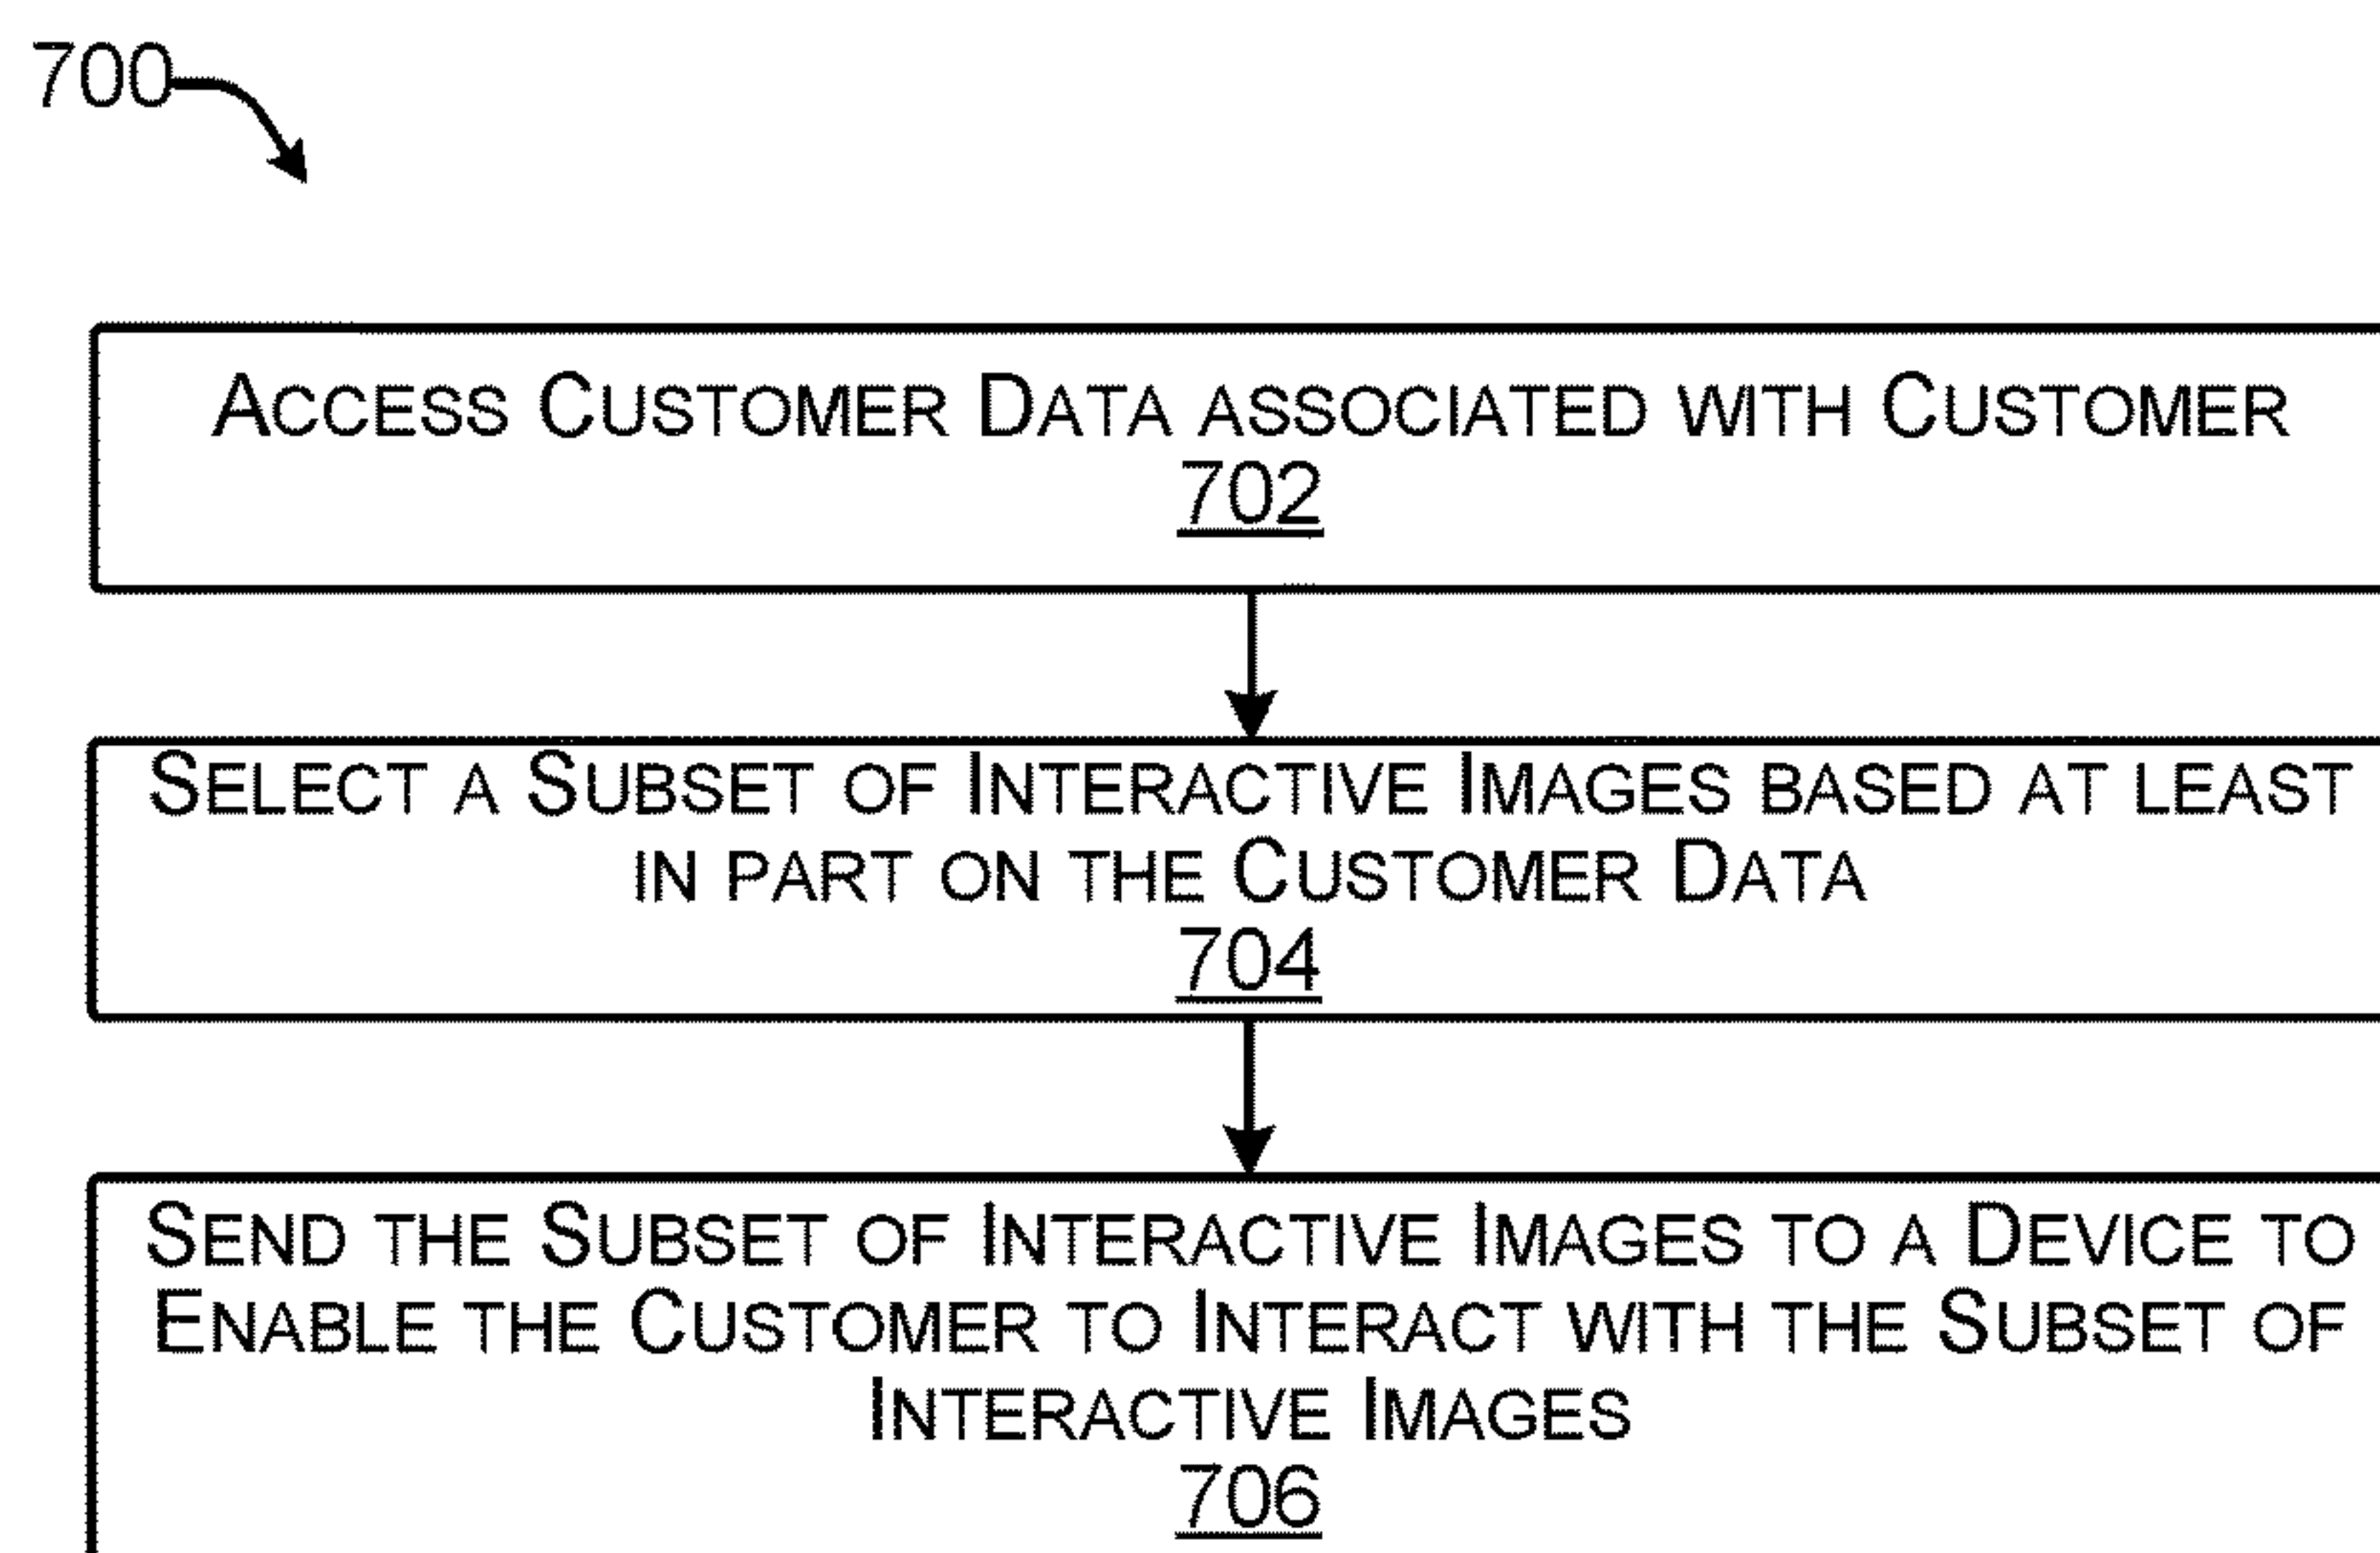 700
Access Customer Data associated with Customer
702
Select a Subset of Interactive Images based at least
in part on the Customer Data
704
Send the Subset of Interactive Images to a Device to
Enable the Customer to Interact with the Subset of
Interactive Images
706